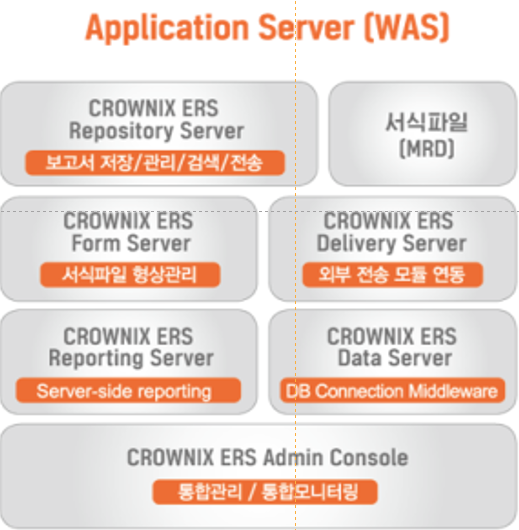 Application Server (WAS)
CROWNIX ERS
Repository Server
보고서 저장/관리/검색/전송
서식파일
(MRD)
CROWNIX ERS
Form Server
서식파일 형상관리
CROWNIX ERS
Delivery Server
외부 전송 모듈 연동
CROWNIX ERS
Reporting Server
Server-side reporting
CROWNIX ERS
Data Server
DB Connection Middleware
CROWNIX ERS Admin Console
통합관리 / 통합모니터링